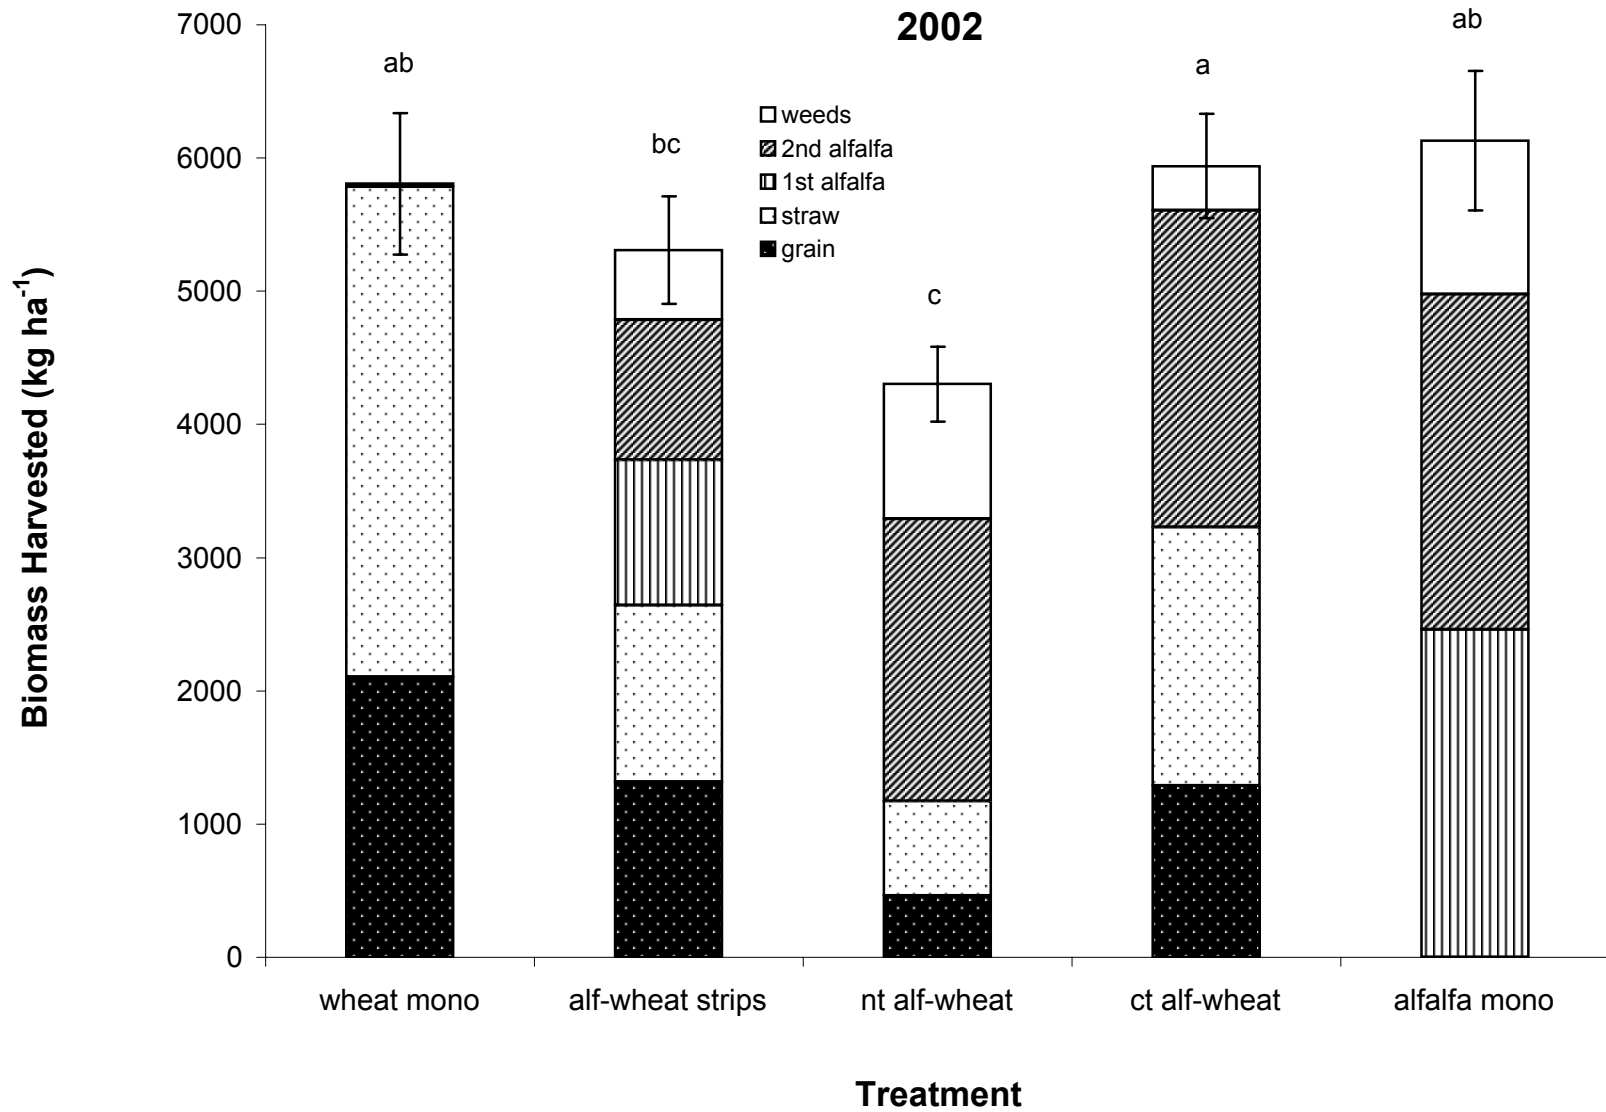 2002
7000
6000
5000
4000
3000
2000
1000
0
Biomass Harvested (kg ha⁻¹)
ab
bc
c
a
ab
weeds
2nd alfalfa
1st alfalfa
straw
grain
wheat mono
alf-wheat strips
nt alf-wheat
ct alf-wheat
alfalfa mono
Treatment